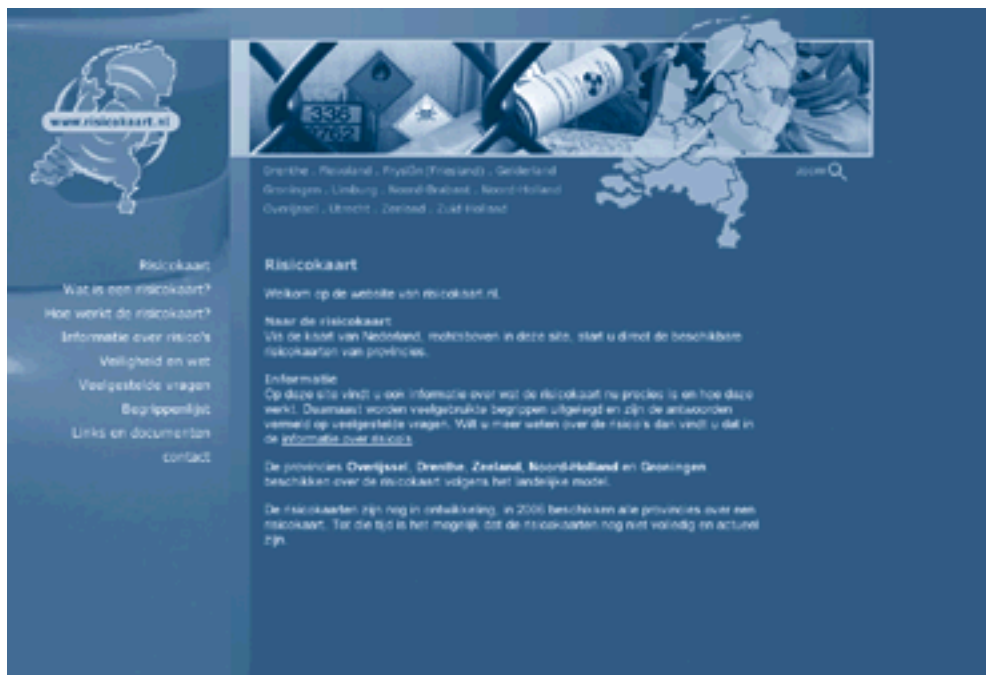 www.risicokaart.nl
336
1762
Drenthe . Flevoland . Fryslân (Friesland) . Gelderland
Groningen . Limburg . Noord-Brabant . Noord-Holland
Overijssel . Utrecht . Zeeland . Zuid-Holland
zoom
Risicokaart
Wat is een risicokaart?
Hoe werkt de risicokaart?
Informatie over risico's
Veiligheid en wet
Veelgestelde vragen
Begrippenlijst
Links en documenten
contact
Risicokaart
Welkom op de website van risicokaart.nl.
Naar de risicokaart
Via de kaart van Nederland, rechtsboven in deze site, start u direct de beschikbare
risicokaarten van provincies.
Informatie
Op deze site vindt u ook informatie over wat de risicokaart nu precies is en hoe deze
werkt. Daarnaast worden veelgebruikte begrippen uitgelegd en zijn de antwoorden
vermeld op veelgestelde vragen. Wilt u meer weten over de risico's dan vindt u dat in
de informatie over risico's.
De provincies Overijssel, Drenthe, Zeeland, Noord-Holland en Groningen
beschikken over de risicokaart volgens het landelijke model.
De risicokaarten zijn nog in ontwikkeling, in 2006 beschikken alle provincies over een
risicokaart. Tot die tijd is het mogelijk dat de risicokaarten nog niet volledig en actueel
zijn.